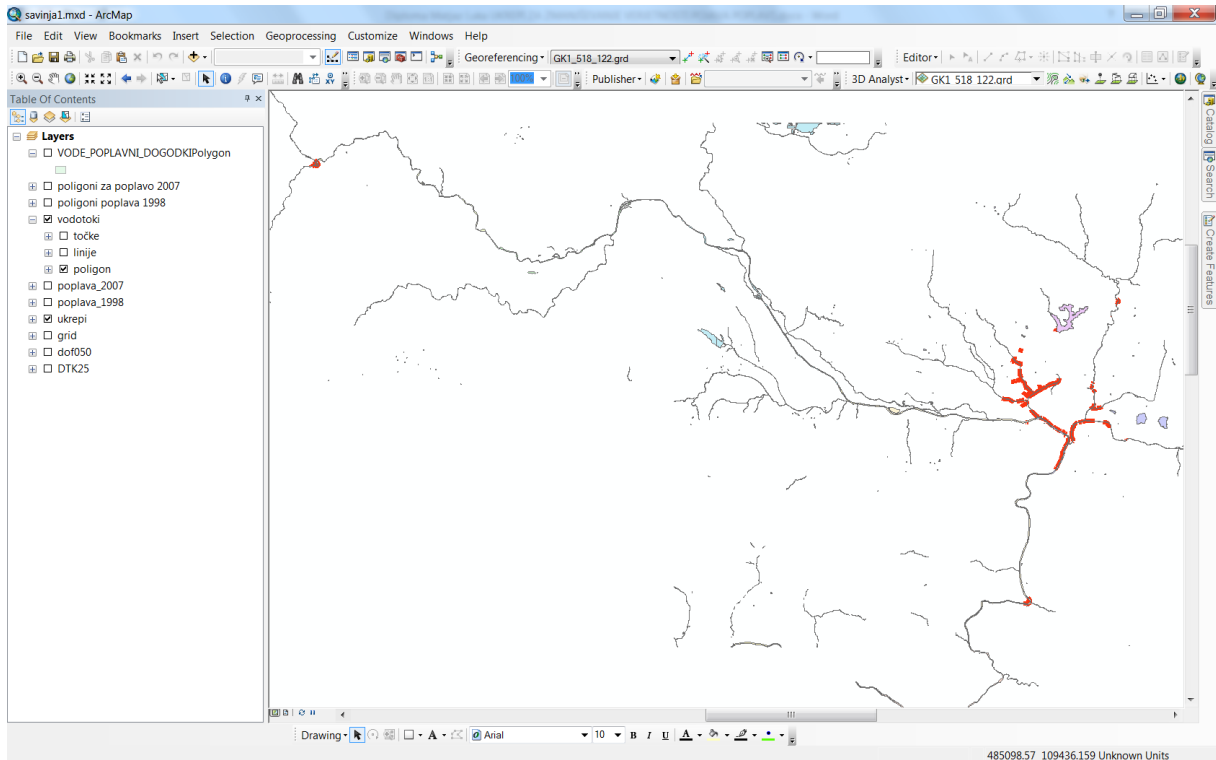 savinja1.mxd - ArcMap
File Edit View Bookmarks Insert Selection Geoprocessing Customize Windows Help
Georeferencing GK1_518_122.grd Editor
100% Publisher 3D Analyst GK1_518_122.grd
Table Of Contents
Layers
VODE_POPLAVNI_DOGODKIPolygon
poligoni za poplavo 2007
poligoni poplava 1998
vodotoki
točke
linije
poligon
poplava_2007
poplava_1998
ukrepi
grid
dof050
DTK25
Catalog
Search
Create Features
Drawing A Arial 10 B I U A
485098.57 109436.159 Unknown Units